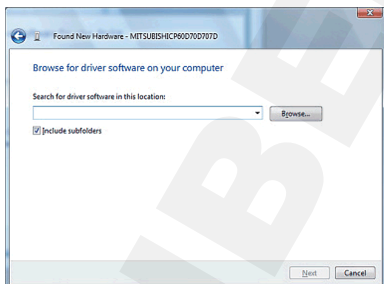 Found New Hardware - MITSUBISHICP60D70D707D
Browse for driver software on your computer
Search for driver software in this location:
Browse...
Include subfolders
Next
Cancel